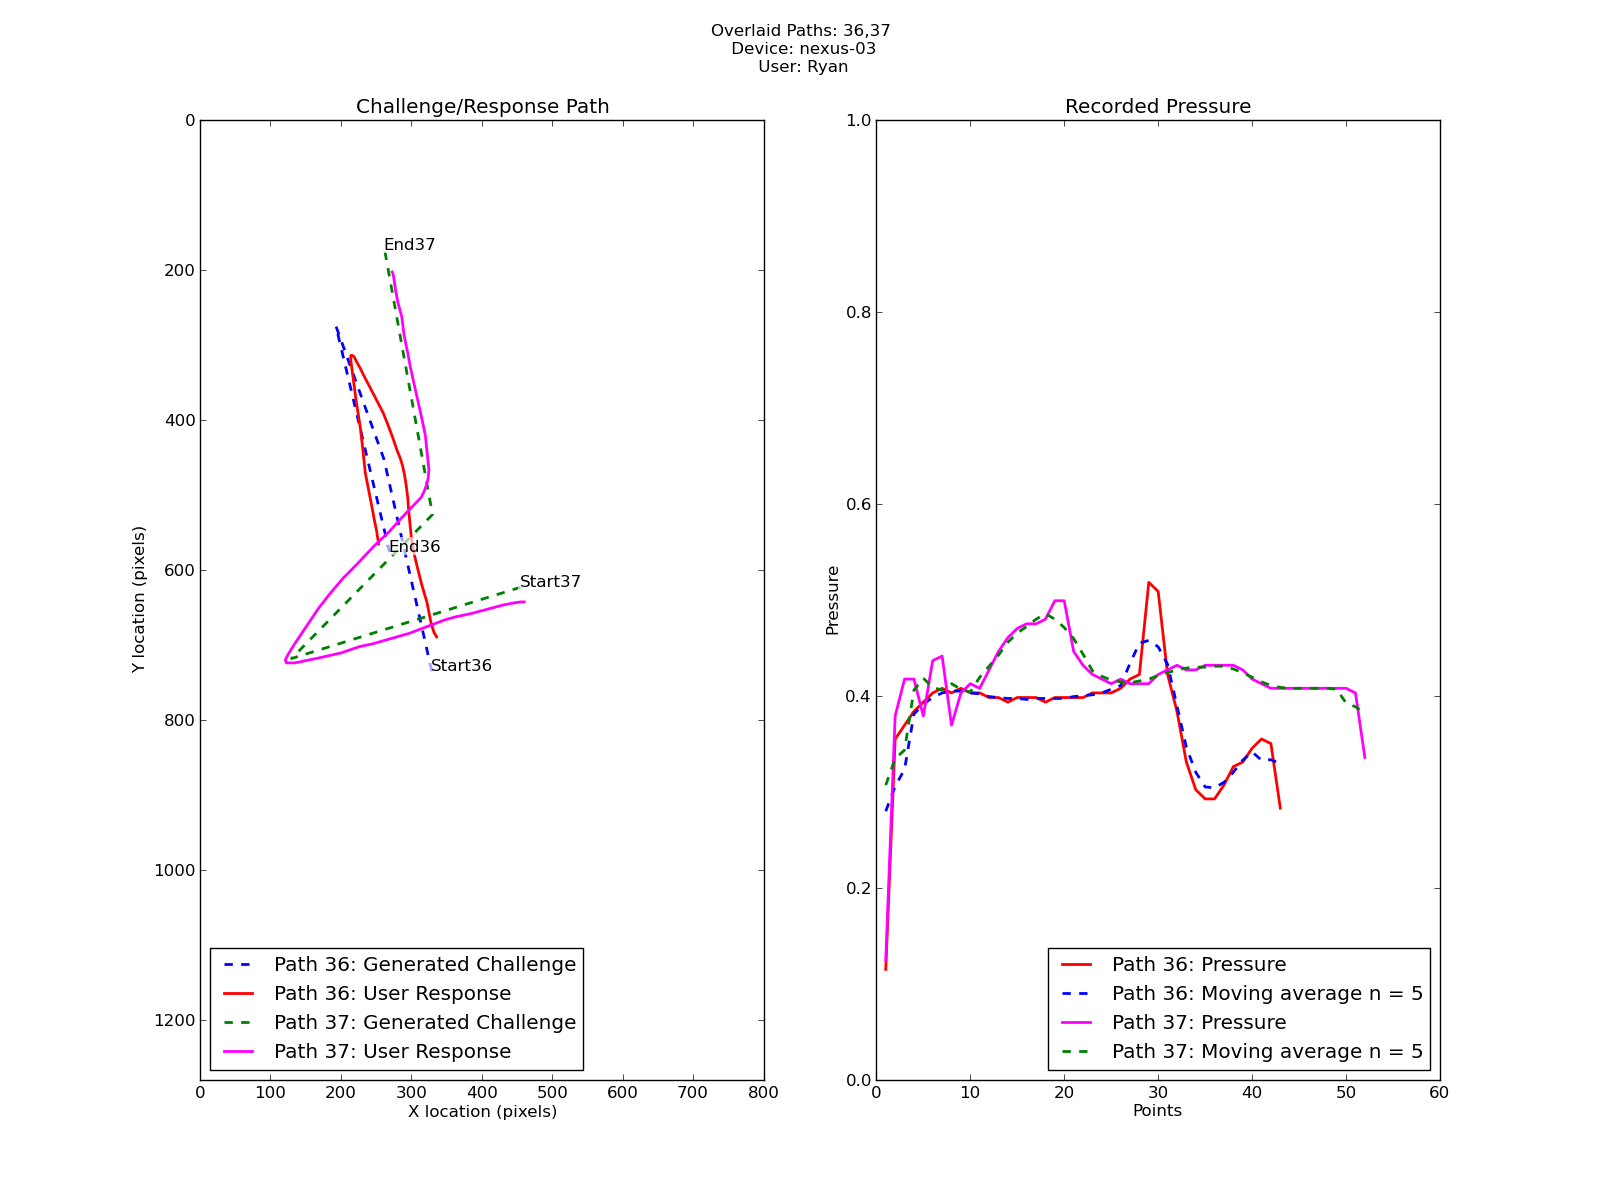 Overlaid Paths: 36,37
Device: nexus-03
User: Ryan
Challenge/Response Path
0
200
400
600
800
1000
1200
Y location (pixels)
End37
End36
Start37
Start36
Path 36: Generated Challenge
Path 36: User Response
Path 37: Generated Challenge
Path 37: User Response
0 100 200 300 400 500 600 700 800
X location (pixels)
Recorded Pressure
1.0
0.8
0.6
0.4
0.2
0.0
Pressure
Path 36: Pressure
Path 36: Moving average n = 5
Path 37: Pressure
Path 37: Moving average n = 5
0 10 20 30 40 50 60
Points